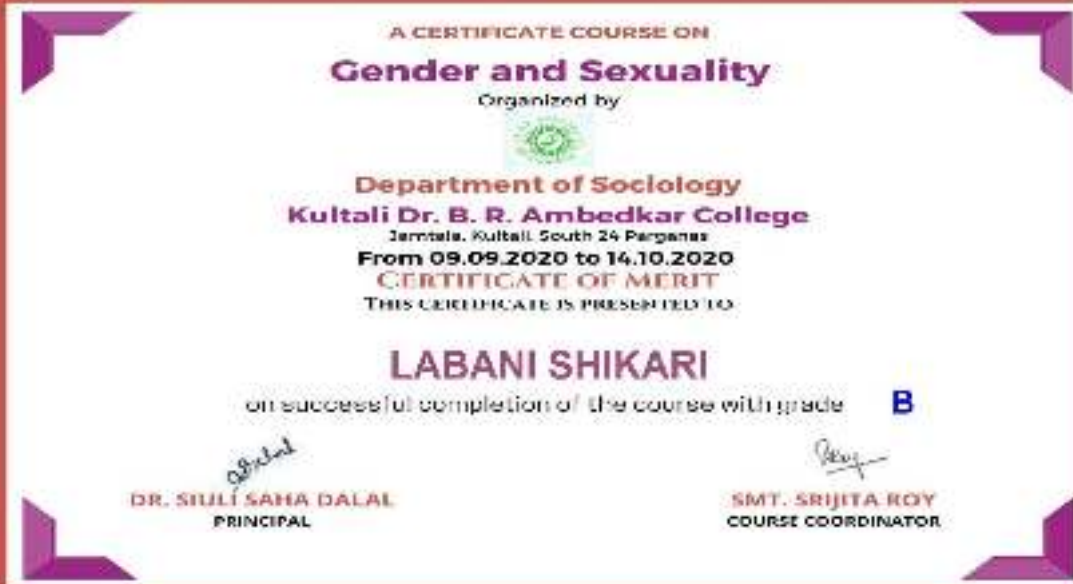 A CERTIFICATE COURSE ON
Gender and Sexuality
Organized by
Department of Sociology
Kultali Dr. B. R. Ambedkar College
Jamtala, Kultali, South 24 Parganas
From 09.09.2020 to 14.10.2020
CERTIFICATE OF MERIT
THIS CERTIFICATE IS PRESENTED TO
LABANI SHIKARI
on successful completion of the course with grade B
DR. SIULI SAHA DALAL
PRINCIPAL
SMT. SRIJITA ROY
COURSE COORDINATOR